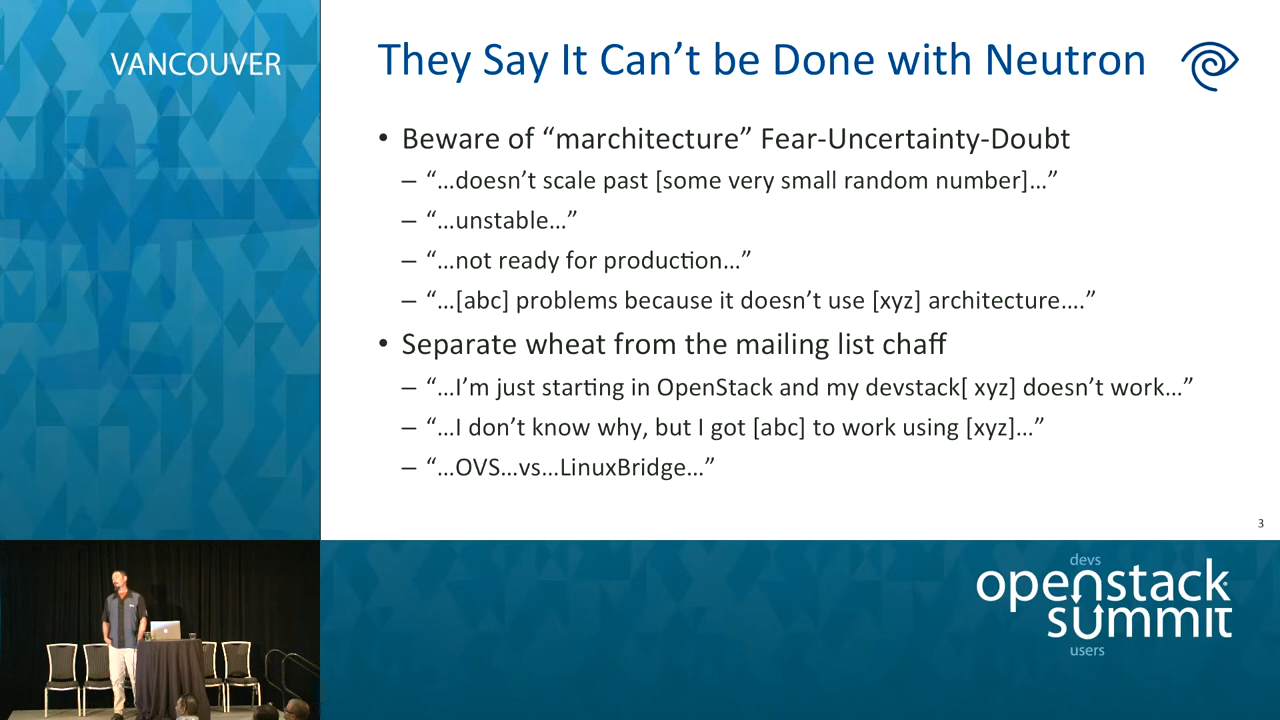 VANCOUVER
They Say It Can’t be Done with Neutron
• Beware of “marchitecture” Fear-Uncertainty-Doubt
– “…doesn’t scale past [some very small random number]…”
– “…unstable…”
– “…not ready for production…”
– “…[abc] problems because it doesn’t use [xyz] architecture….”
• Separate wheat from the mailing list chaff
– “…I’m just starting in OpenStack and my devstack[ xyz] doesn’t work…”
– “…I don’t know why, but I got [abc] to work using [xyz]…”
– “…OVS…vs…LinuxBridge…”
3
devs
openstack
summit
users